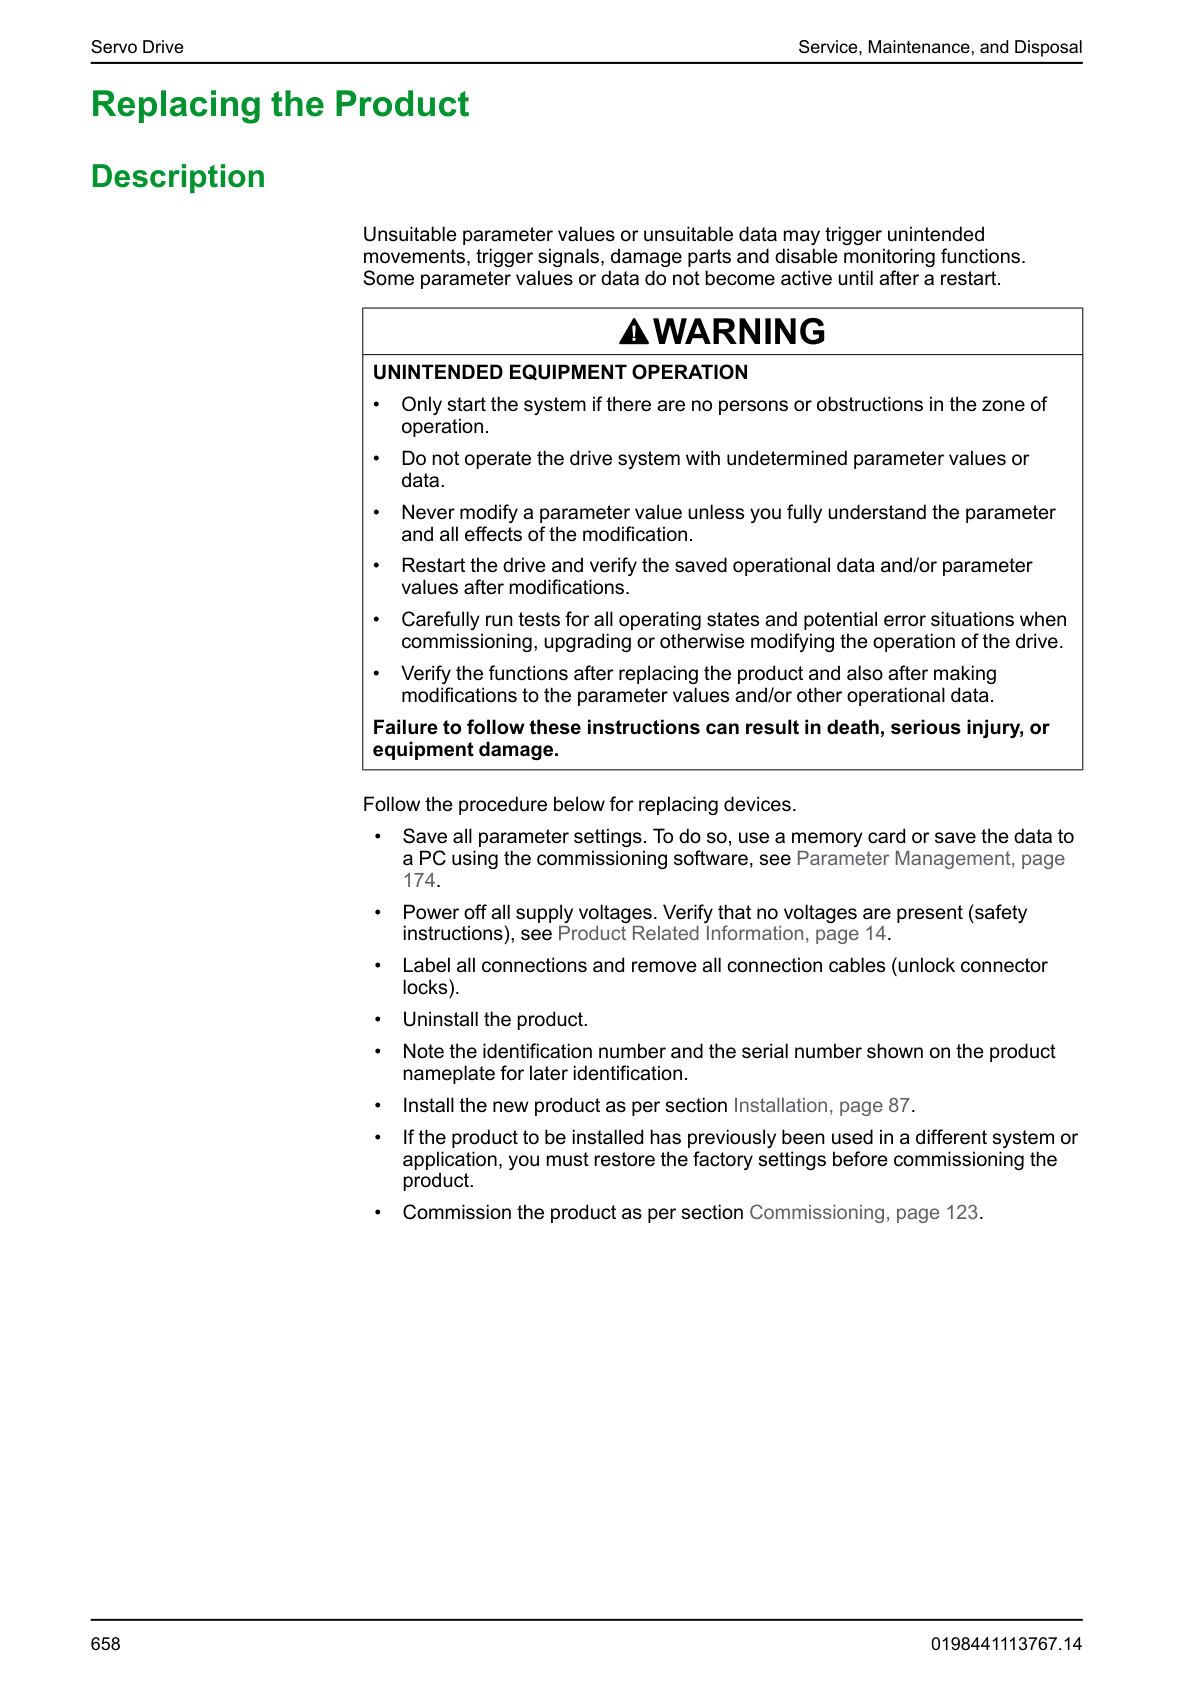 Servo Drive
Service, Maintenance, and Disposal
Replacing the Product
Description
Unsuitable parameter values or unsuitable data may trigger unintended
movements, trigger signals, damage parts and disable monitoring functions.
Some parameter values or data do not become active until after a restart.
WARNING
UNINTENDED EQUIPMENT OPERATION
• Only start the system if there are no persons or obstructions in the zone of
operation.
• Do not operate the drive system with undetermined parameter values or
data.
• Never modify a parameter value unless you fully understand the parameter
and all effects of the modification.
• Restart the drive and verify the saved operational data and/or parameter
values after modifications.
• Carefully run tests for all operating states and potential error situations when
commissioning, upgrading or otherwise modifying the operation of the drive.
• Verify the functions after replacing the product and also after making
modifications to the parameter values and/or other operational data.
Failure to follow these instructions can result in death, serious injury, or
equipment damage.
Follow the procedure below for replacing devices.
• Save all parameter settings. To do so, use a memory card or save the data to
a PC using the commissioning software, see Parameter Management, page
174.
• Power off all supply voltages. Verify that no voltages are present (safety
instructions), see Product Related Information, page 14.
• Label all connections and remove all connection cables (unlock connector
locks).
• Uninstall the product.
• Note the identification number and the serial number shown on the product
nameplate for later identification.
• Install the new product as per section Installation, page 87.
• If the product to be installed has previously been used in a different system or
application, you must restore the factory settings before commissioning the
product.
• Commission the product as per section Commissioning, page 123.
658
0198441113767.14